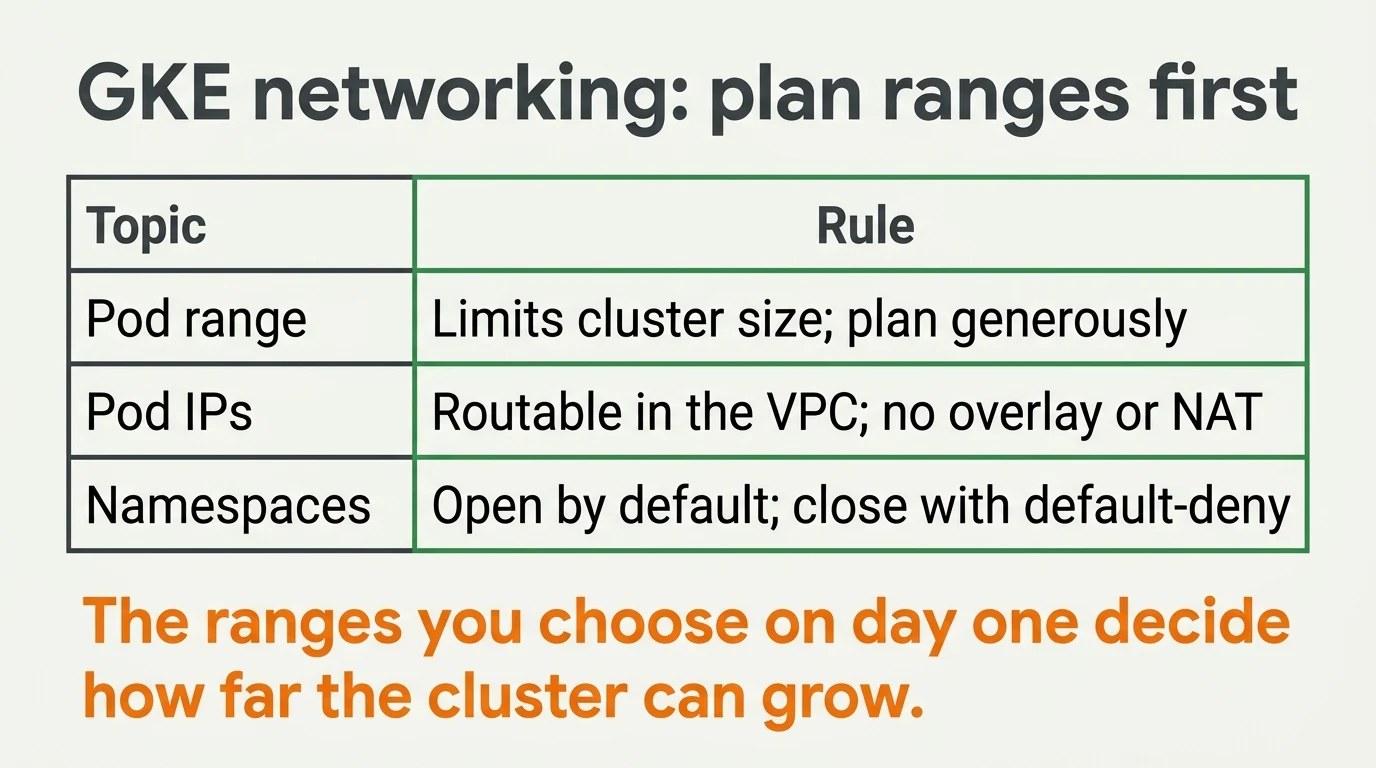 GKE networking: plan ranges first
Topic
Rule
Pod range
Limits cluster size; plan generously
Pod IPs
Routable in the VPC; no overlay or NAT
Namespaces
Open by default; close with default-deny
The ranges you choose on day one decide
how far the cluster can grow.